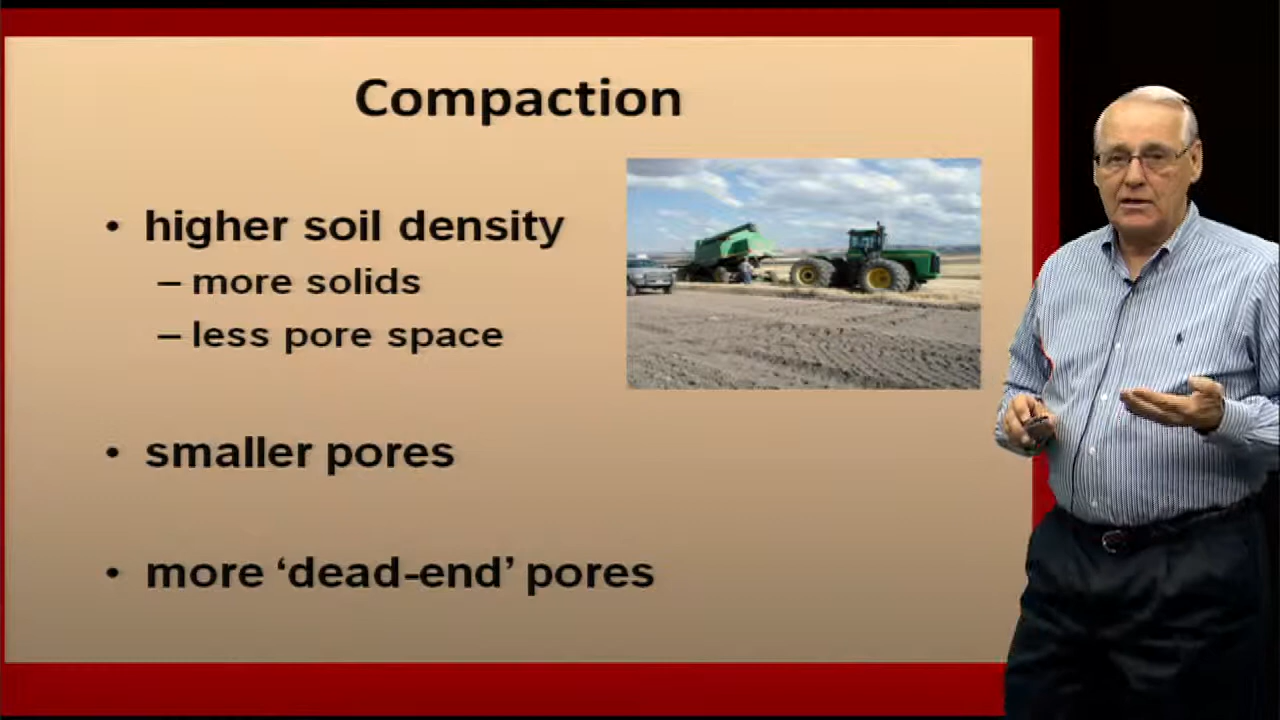 Compaction
• higher soil density
– more solids
– less pore space
• smaller pores
• more ‘dead-end’ pores